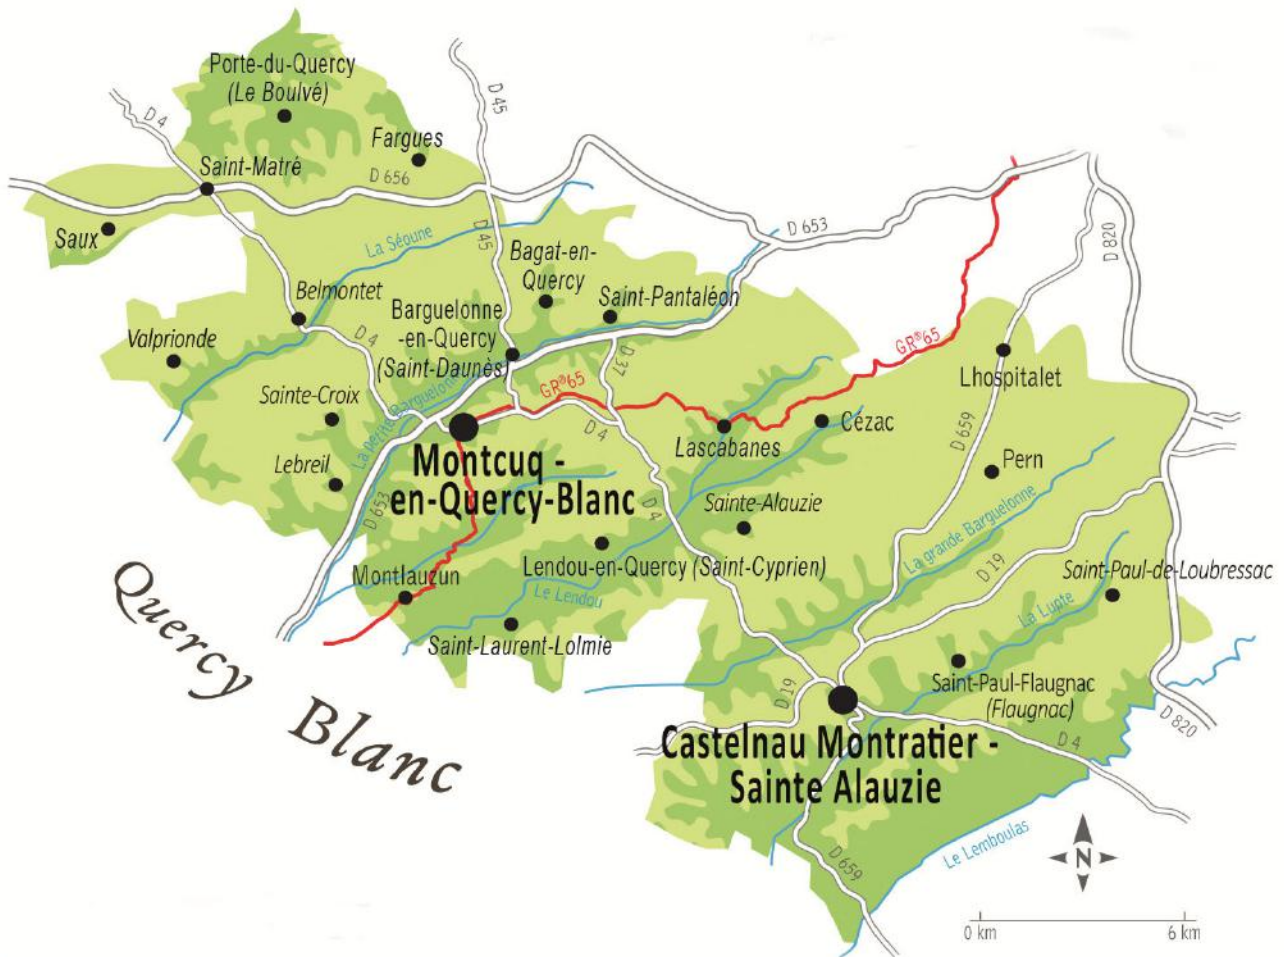 Porte-du-Quercy
(Le Boulvé)
D 45
D 4
Fargues
Saint-Matré
D 656
Saux
La Séoune
D 45
D 653
D 820
Bagat-en-
Quercy
Belmontet
Saint-Pantaléon
Barguelonne
-en-Quercy
(Saint-Daunès)
Valprionde
D 4
D 37
GR®65
Lhospitalet
Sainte-Croix
La petite Barguelonne
GR®65
D 4
Lascabanes
Cézac
D 659
Lebreil
Montcuq -
en-Quercy-Blanc
Pern
D 653
D 4
Sainte-Alauzie
La grande Barguelonne
D 19
Montlauzun
Lendou-en-Quercy (Saint-Cyprien)
Saint-Paul-de-Loubressac
Le Lendou
La Lupte
Saint-Laurent-Lolmie
Quercy Blanc
D 19
Saint-Paul-Flaugnac
(Flaugnac)
D 820
Castelnau Montratier -
Sainte Alauzie
D 4
Le Lemboulas
D 659
N
0 km
6 km